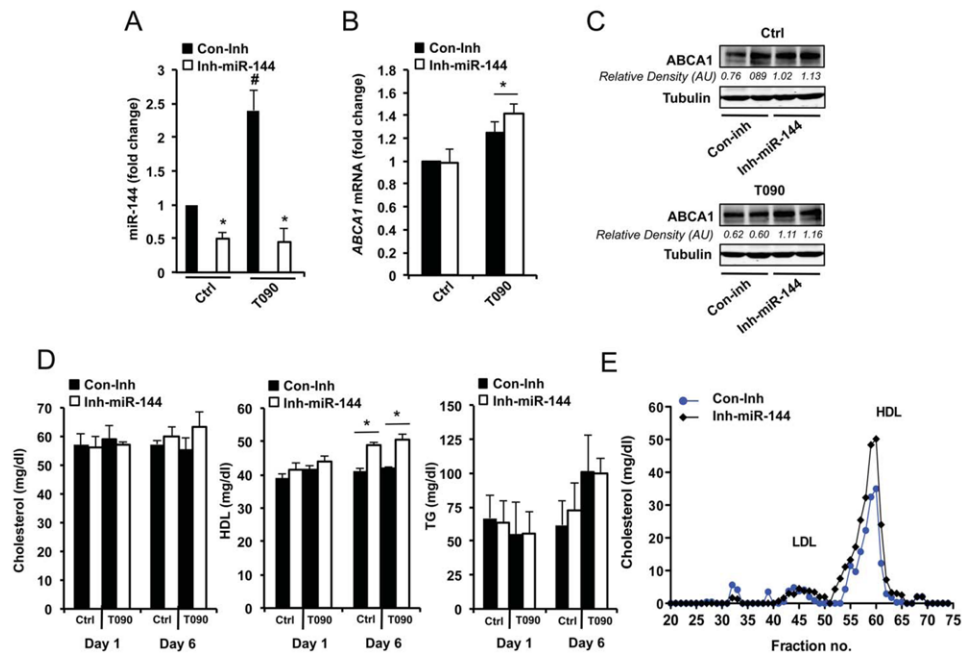 A
Con-Inh
Inh-miR-144
miR-144 (fold change)
3
2.5
2
1.5
1
0.5
0
#
*
*
Ctrl
T090
B
Con-Inh
Inh-miR-144
ABCA1 mRNA (fold change)
1.8
1.6
1.4
1.2
1
0.8
0.6
0.4
0.2
0
*
Ctrl
T090
C
Ctrl
ABCA1
Relative Density (AU) 0.76 089 1.02 1.13
Tubulin
Con-inh
Inh-miR-144
T090
ABCA1
Relative Density (AU) 0.62 0.60 1.11 1.16
Tubulin
Con-inh
Inh-miR-144
D
Con-Inh
Inh-miR-144
Cholesterol (mg/dl)
70
60
50
40
30
20
10
0
Ctrl T090 Ctrl T090
Day 1 Day 6
Con-Inh
Inh-miR-144
HDL (mg/dl)
60
50
40
30
20
10
0
* *
Ctrl T090 Ctrl T090
Day 1 Day 6
Con-Inh
Inh-miR-144
TG (mg/dl)
150
125
100
75
50
25
0
Ctrl T090 Ctrl T090
Day 1 Day 6
E
Con-Inh
Inh-miR-144
HDL
LDL
Cholesterol (mg/dl)
60
50
40
30
20
10
0
20 25 30 35 40 45 50 55 60 65 70 75
Fraction no.